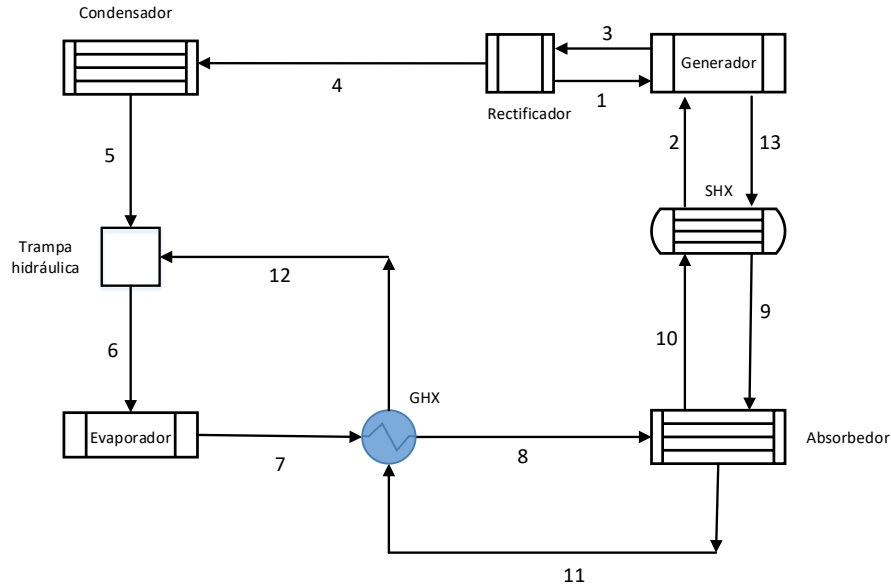 Condensador
3
Generador
4
1
Rectificador
5
2
13
SHX
Trampa
hidráulica
12
6
10
9
GHX
Evaporador
7
8
Absorbedor
11